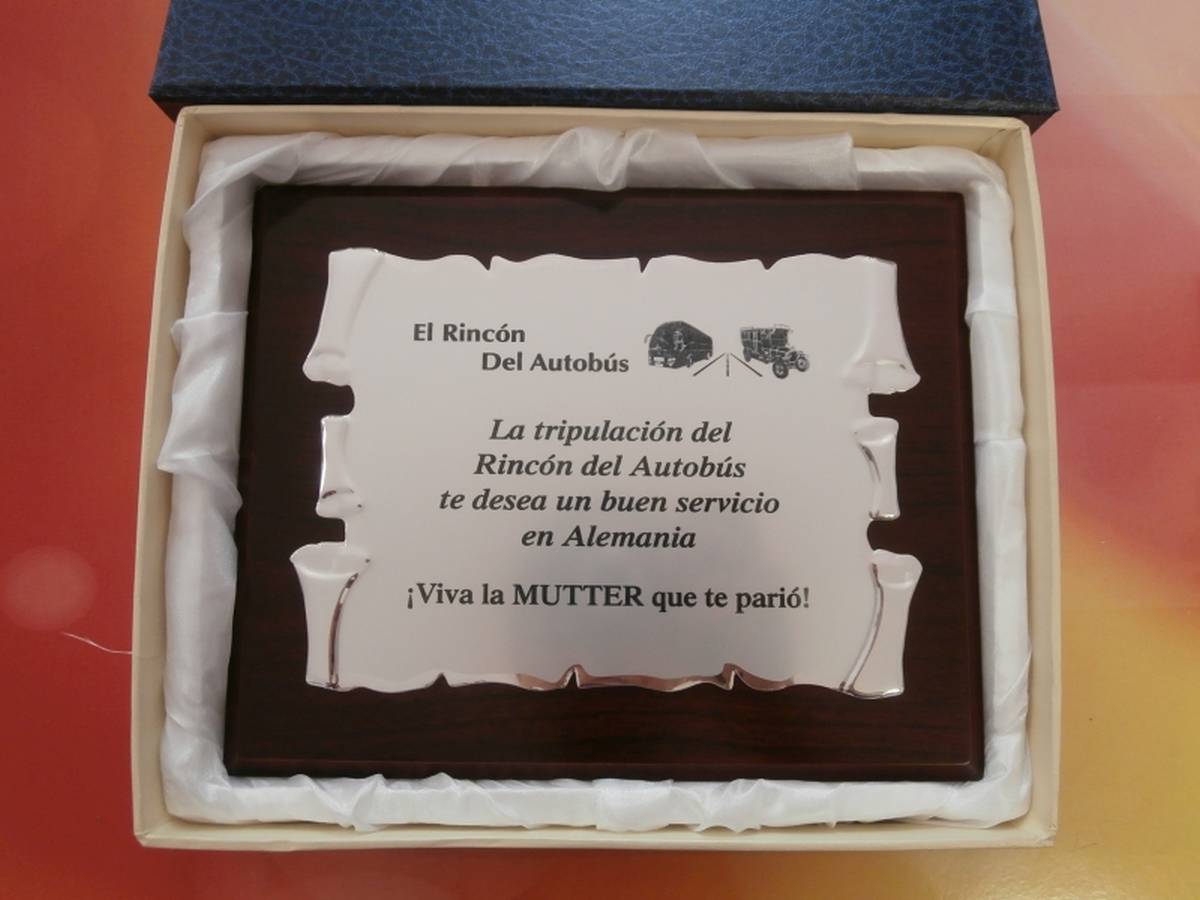 El Rincón
Del Autobús
La tripulación del
Rincón del Autobús
te desea un buen servicio
en Alemania
¡Viva la MUTTER que te parió!